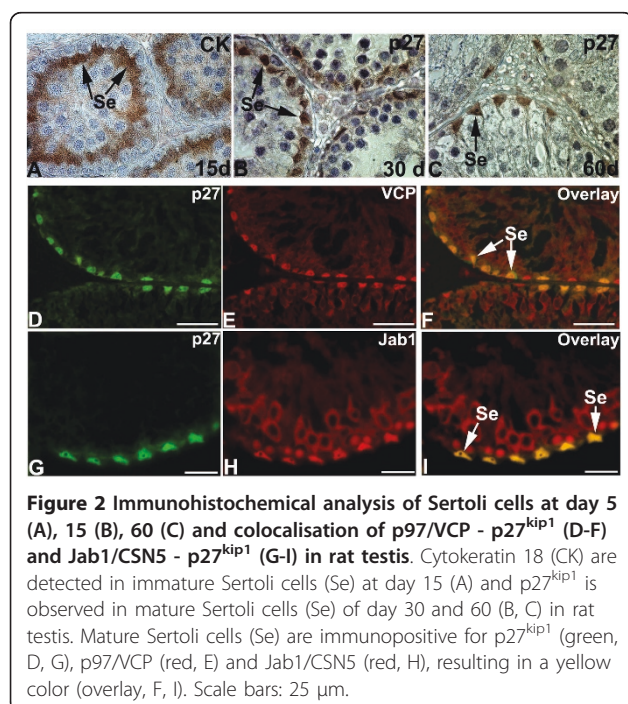 CK
Se
A
15d
p27
Se
B
30 d
p27
Se
C
60d
p27
D
VCP
E
Overlay
Se
F
p27
G
Jab1
H
Overlay
Se
Se
I
Figure 2 Immunohistochemical analysis of Sertoli cells at day 5
(A), 15 (B), 60 (C) and colocalisation of p97/VCP - p27kip1 (D-F)
and Jab1/CSN5 - p27kip1 (G-I) in rat testis. Cytokeratin 18 (CK) are
detected in immature Sertoli cells (Se) at day 15 (A) and p27kip1 is
observed in mature Sertoli cells (Se) of day 30 and 60 (B, C) in rat
testis. Mature Sertoli cells (Se) are immunopositive for p27kip1 (green,
D, G), p97/VCP (red, E) and Jab1/CSN5 (red, H), resulting in a yellow
color (overlay, F, I). Scale bars: 25 μm.